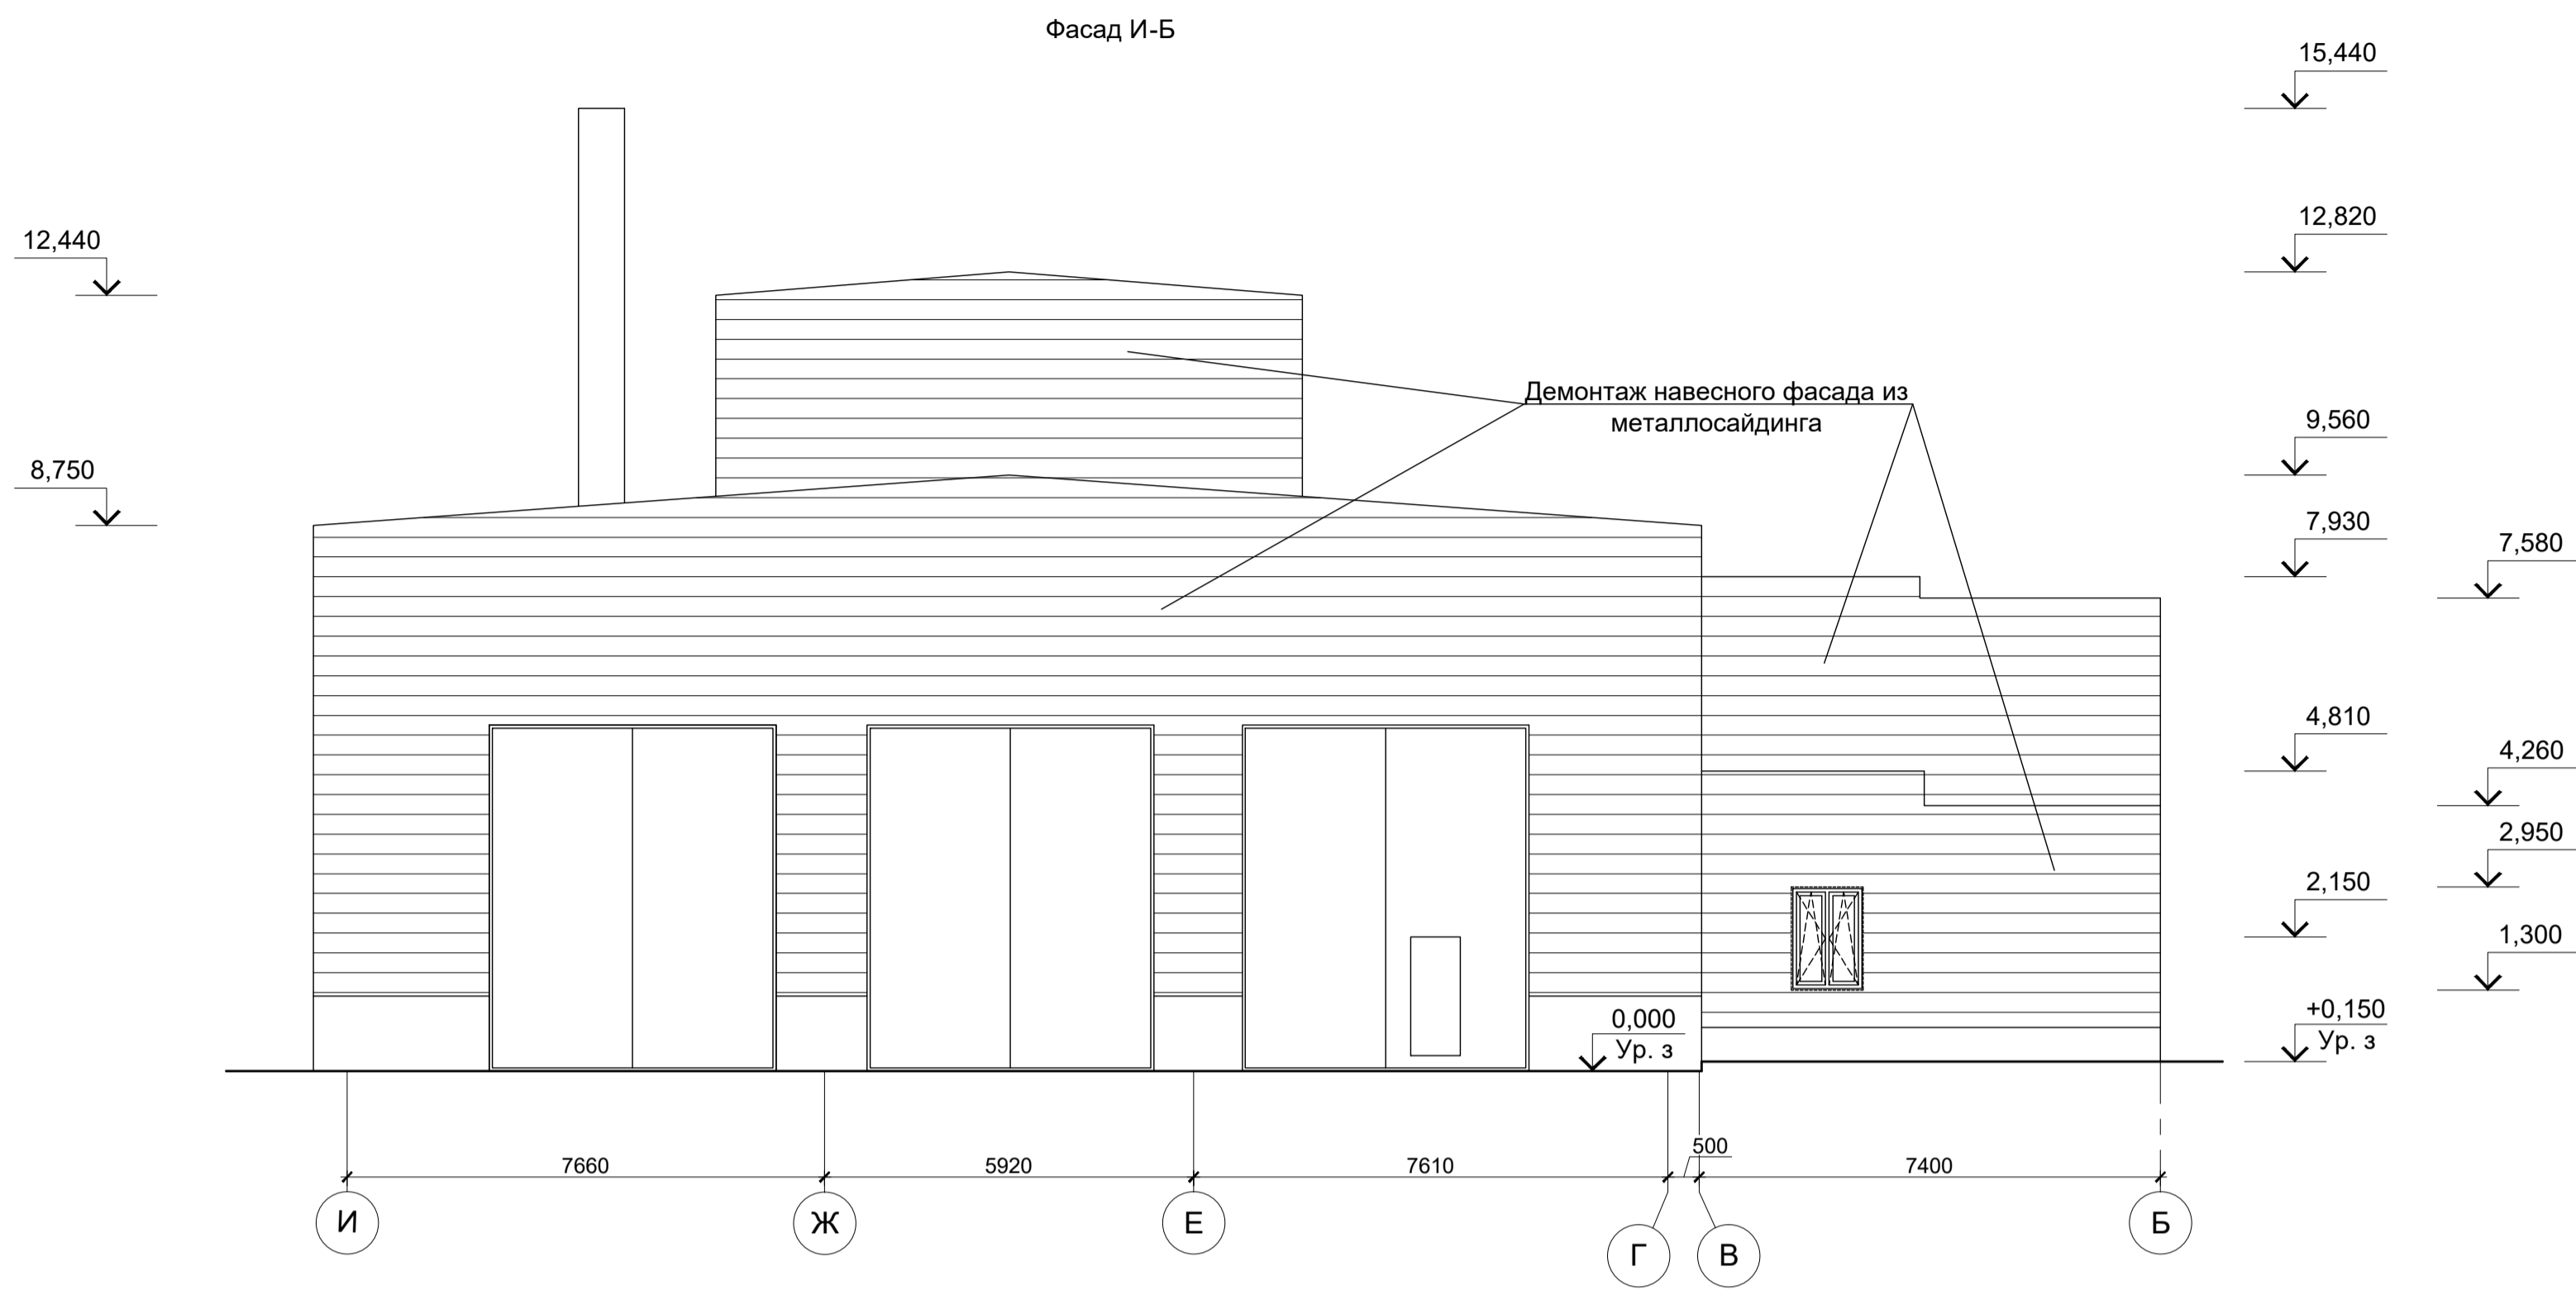 Фасад И-Б
15,440
12,820
12,440
Демонтаж навесного фасада из
металлосайдинга
9,560
8,750
7,930
7,580
4,810
4,260
2,950
2,150
1,300
+0,150
Ур. з
0,000
Ур. з
500
7660
5920
7610
7400
И
Ж
Е
Г
В
Б